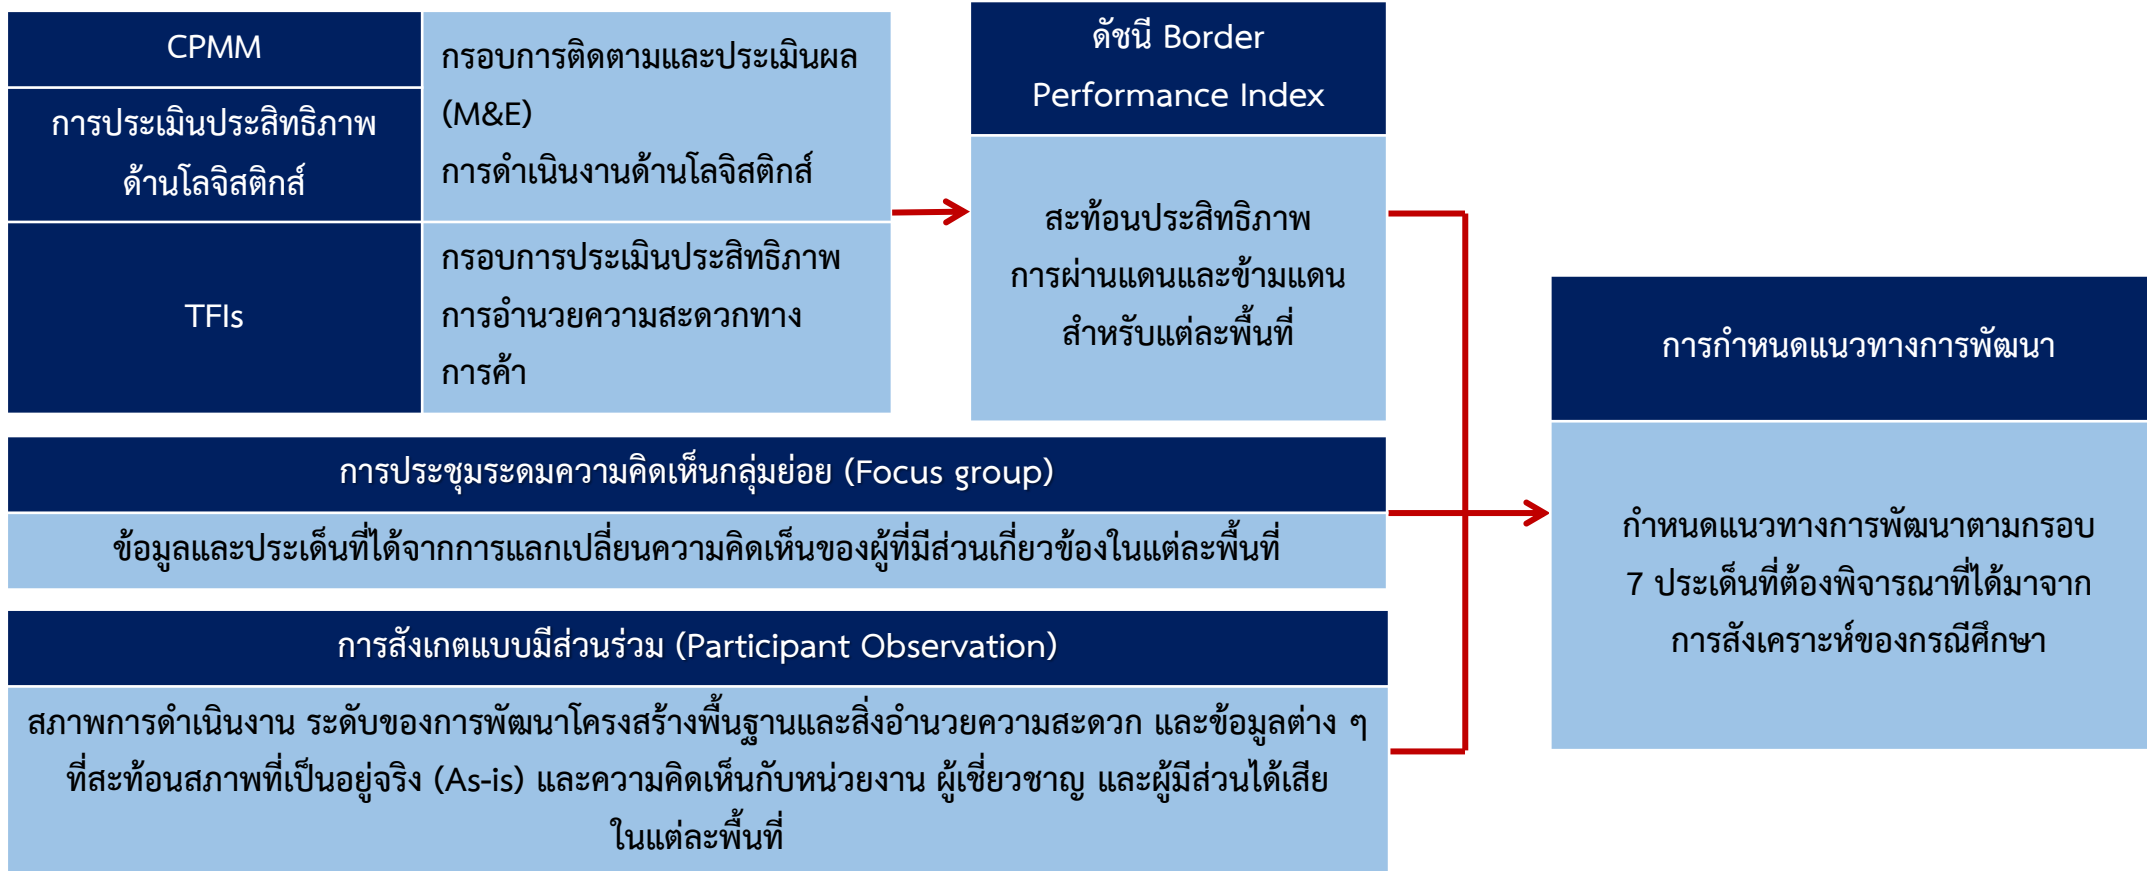 CPMM
การประเมินประสิทธิภาพ
ด้านโลจิสติกส์
กรอบการติดตามและประเมินผล
(M&E)
การดำเนินงานด้านโลจิสติกส์
TFIs
กรอบการประเมินประสิทธิภาพ
การอำนวยความสะดวกทาง
การค้า
ดัชนี Border
Performance Index
สะท้อนประสิทธิภาพ
การผ่านแดนและข้ามแดน
สำหรับแต่ละพื้นที่
การประชุมระดมความคิดเห็นกลุ่มย่อย (Focus group)
ข้อมูลและประเด็นที่ได้จากการแลกเปลี่ยนความคิดเห็นของผู้ที่มีส่วนเกี่ยวข้องในแต่ละพื้นที่
การสังเกตแบบมีส่วนร่วม (Participant Observation)
สภาพการดำเนินงาน ระดับของการพัฒนาโครงสร้างพื้นฐานและสิ่งอำนวยความสะดวก และข้อมูลต่าง ๆ
ที่สะท้อนสภาพที่เป็นอยู่จริง (As-is) และความคิดเห็นกับหน่วยงาน ผู้เชี่ยวชาญ และผู้มีส่วนได้เสีย
ในแต่ละพื้นที่
การกำหนดแนวทางการพัฒนา
กำหนดแนวทางการพัฒนาตามกรอบ
7 ประเด็นที่ต้องพิจารณาที่ได้มาจาก
การสังเคราะห์ของกรณีศึกษา